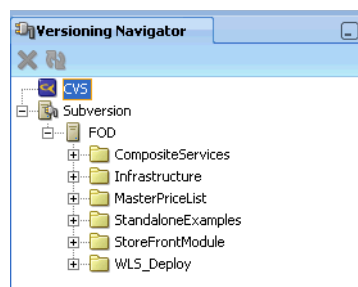 Versioning Navigator
CVS
Subversion
FOD
CompositeServices
Infrastructure
MasterPriceList
StandaloneExamples
StoreFrontModule
WLS_Deploy